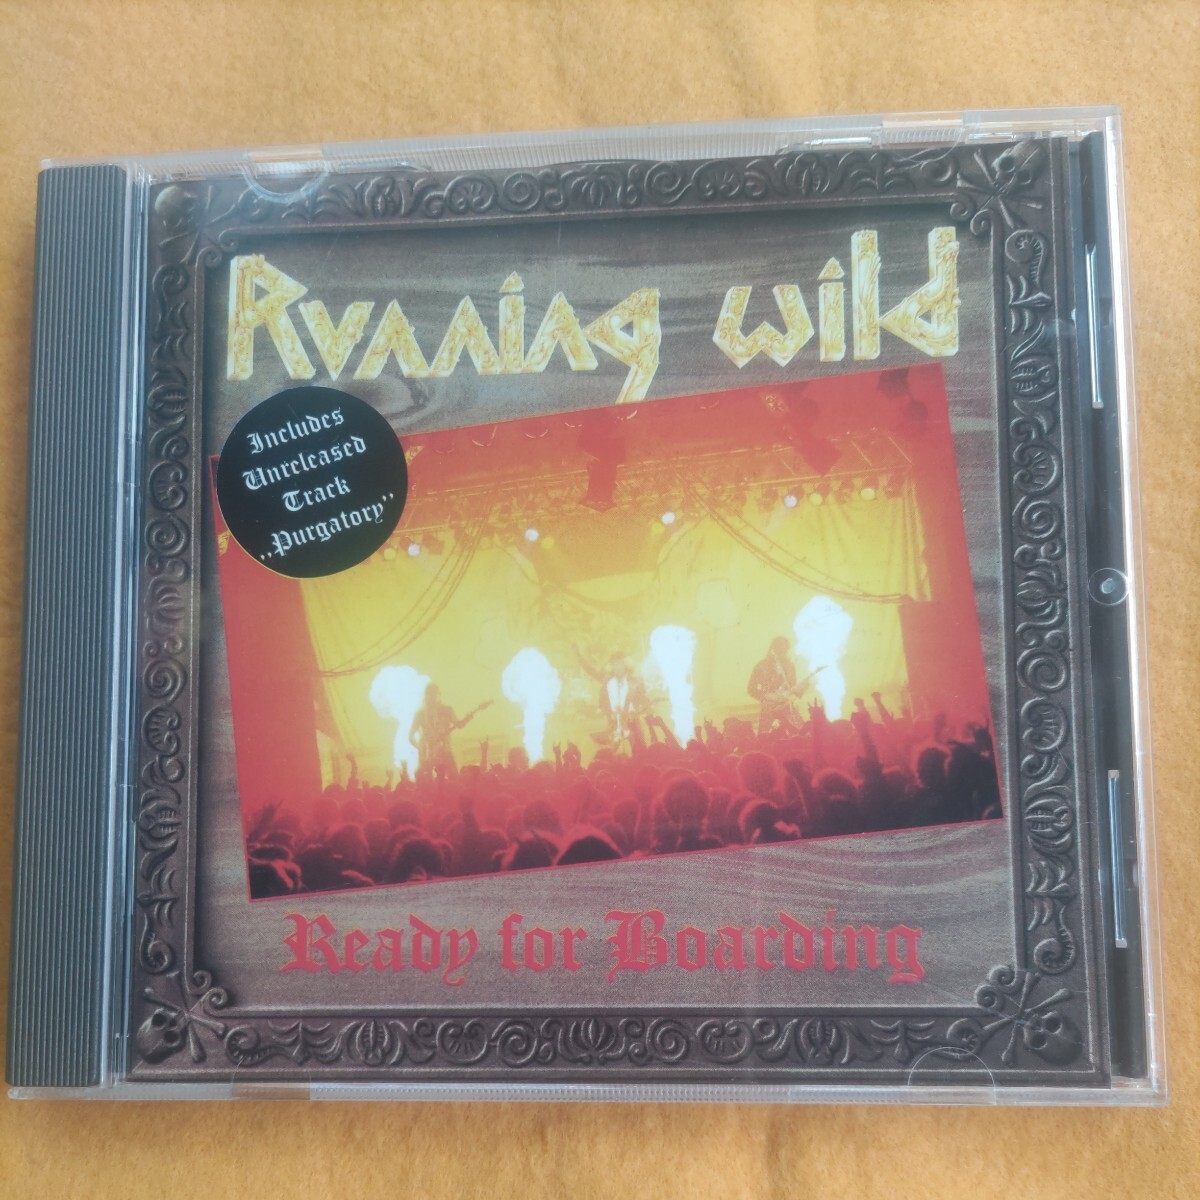 Running wild
Includes
Unreleased
Track
„Purgatory”
Ready for Boarding